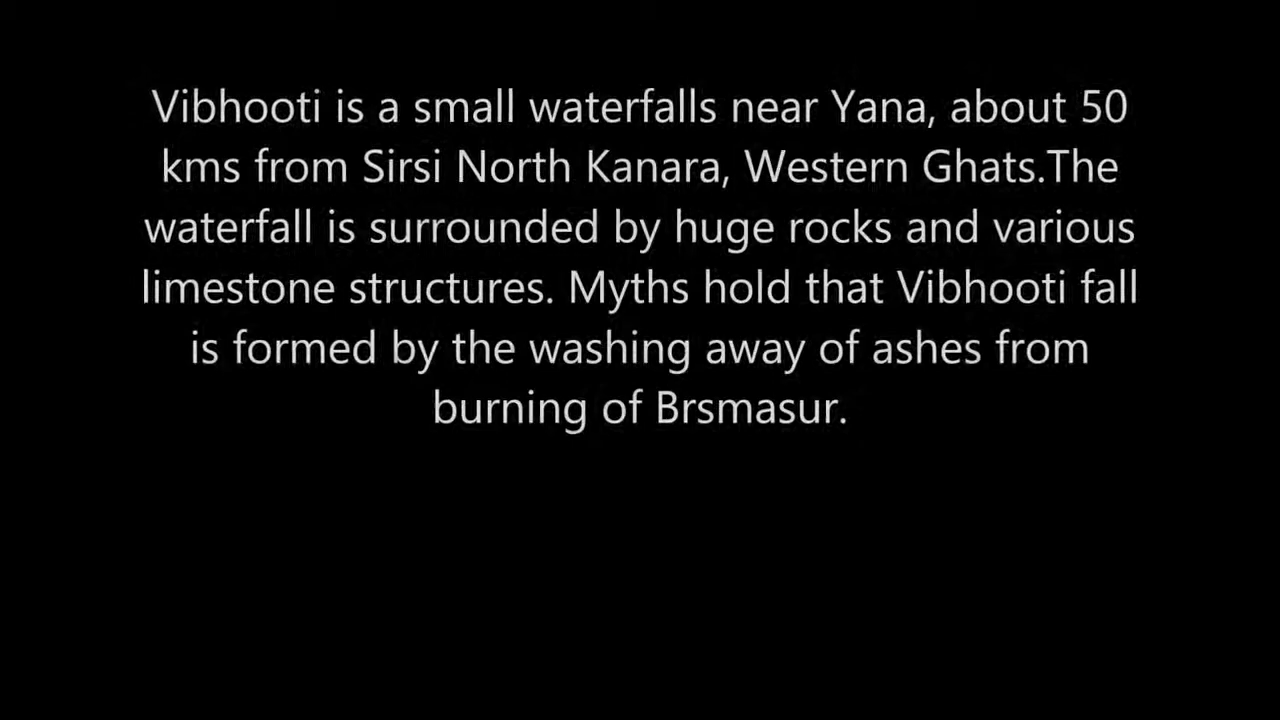 Vibhooti is a small waterfalls near Yana, about 50
kms from Sirsi North Kanara, Western Ghats.The
waterfall is surrounded by huge rocks and various
limestone structures. Myths hold that Vibhooti fall
is formed by the washing away of ashes from
burning of Brsmasur.